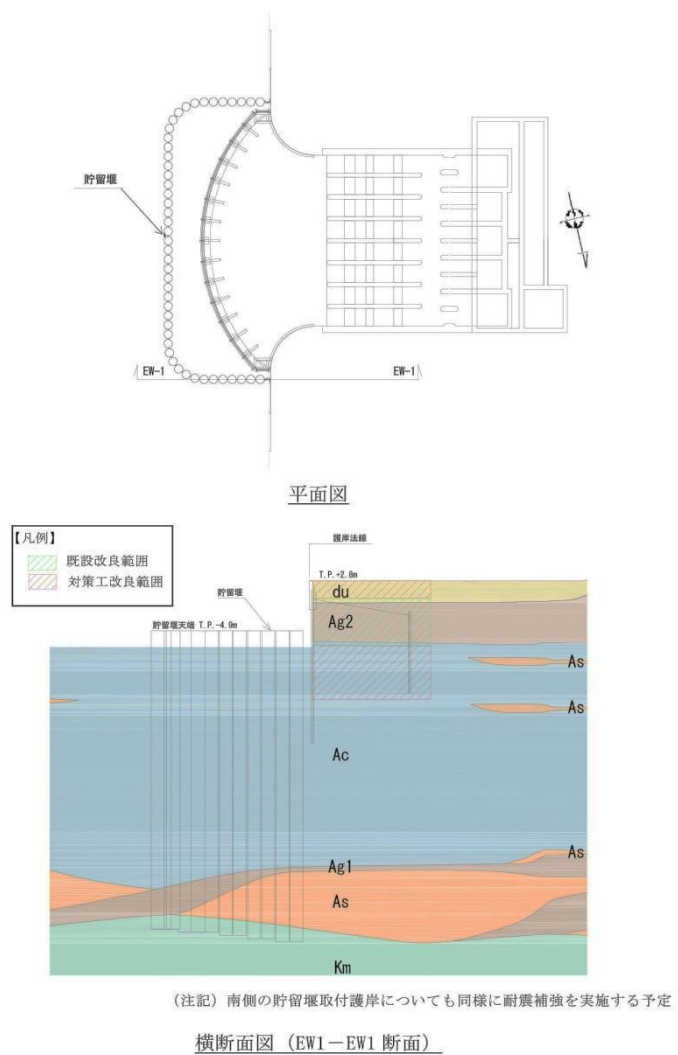 貯留堰
EW-1 EW-1
平面図
【凡例】
既設改良範囲
対策工改良範囲
護岸法線
T.P.+2.8m
du
貯留堰
Ag2
貯留堰天端 T.P.-4.9m
As
As
Ac
As
Ag1
As
Km
（注記）南側の貯留堰取付護岸についても同様に耐震補強を実施する予定
横断面図（EW1－EW1 断面）